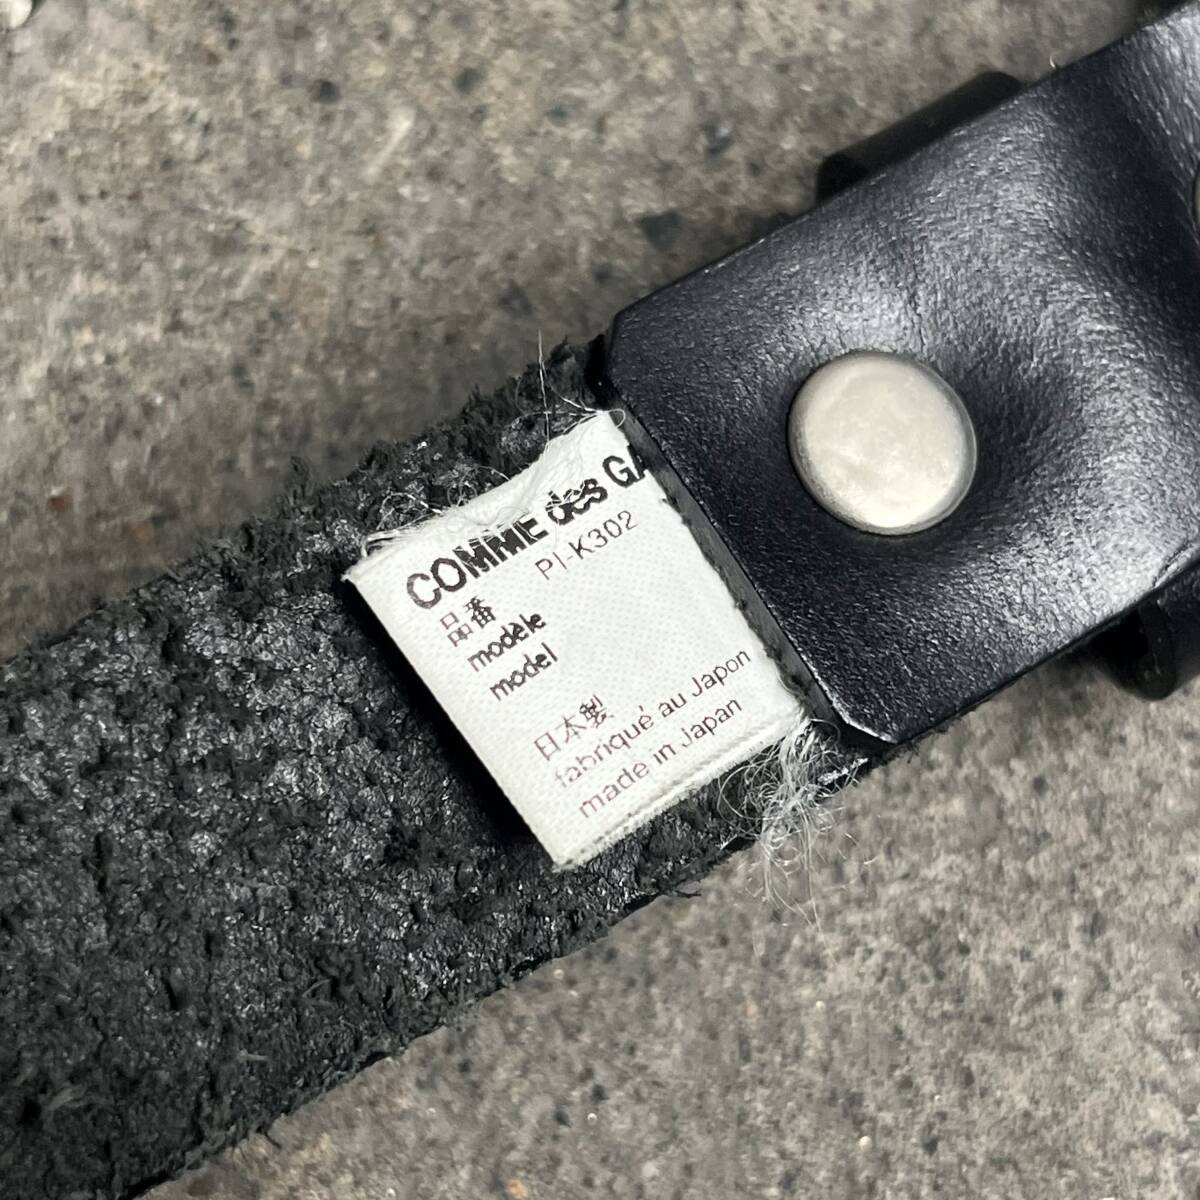 COMME des GA
PI-K302
品番
modèle
model
日本製
fabriqué au Japon
made in Japan